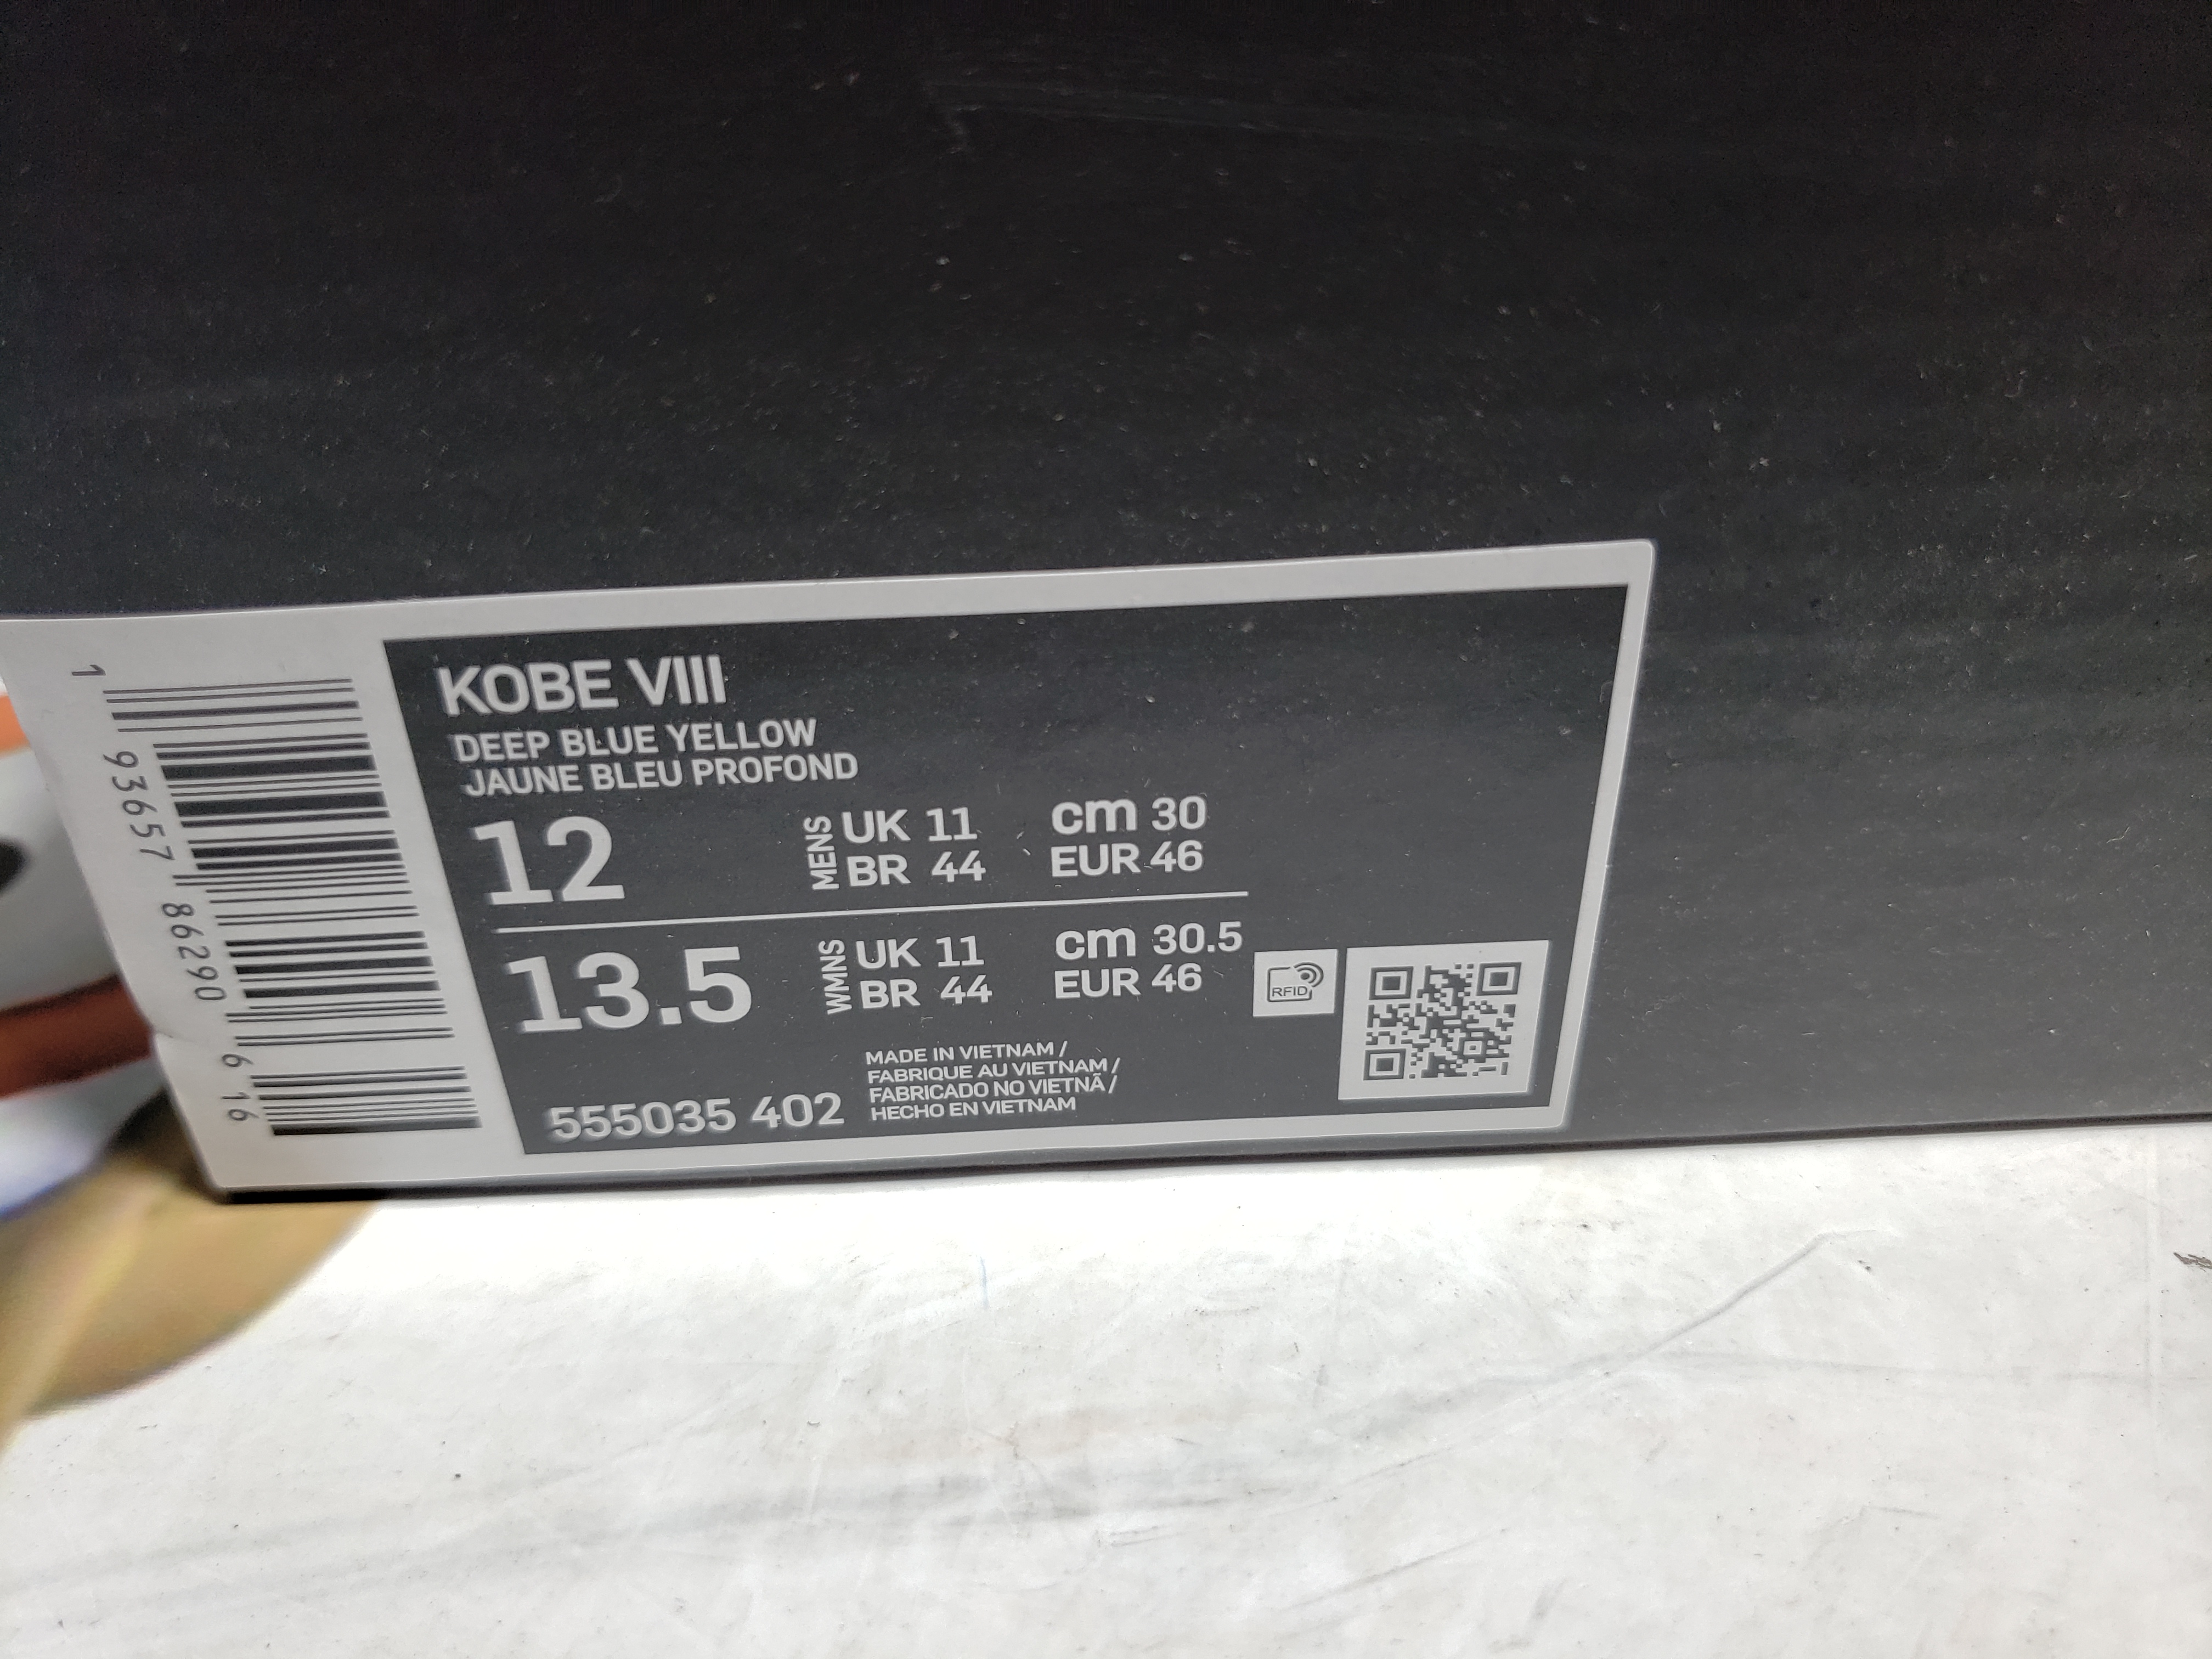 KOBE VIII
DEEP BLUE YELLOW
JAUNE BLEU PROFOND
12
MENS
UK 11
BR 44
cm 30
EUR 46
13.5
WMNS
UK 11
BR 44
cm 30.5
EUR 46
RFID
555035 402
MADE IN VIETNAM /
FABRIQUE AU VIETNAM /
FABRICADO NO VIETNÃ /
HECHO EN VIETNAM
1 93657 86290 6 16